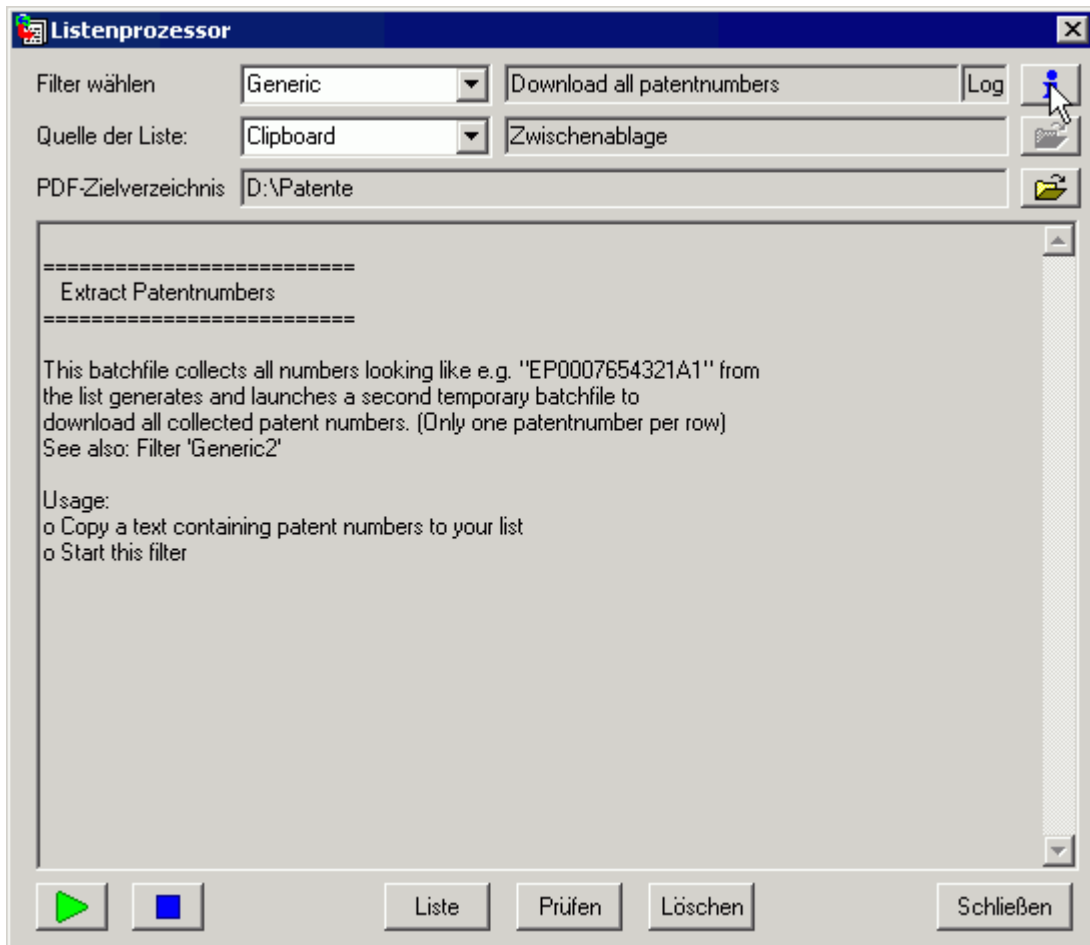 Listenprozessor
Filter wählen Generic Download all patentnumbers Log
Quelle der Liste: Clipboard Zwischenablage
PDF-Zielverzeichnis D:\Patente
==========================
Extract Patentnumbers
==========================
This batchfile collects all numbers looking like e.g. "EP0007654321A1" from
the list generates and launches a second temporary batchfile to
download all collected patent numbers. (Only one patentnumber per row)
See also: Filter 'Generic2'
Usage:
o Copy a text containing patent numbers to your list
o Start this filter
Liste Prüfen Löschen Schließen